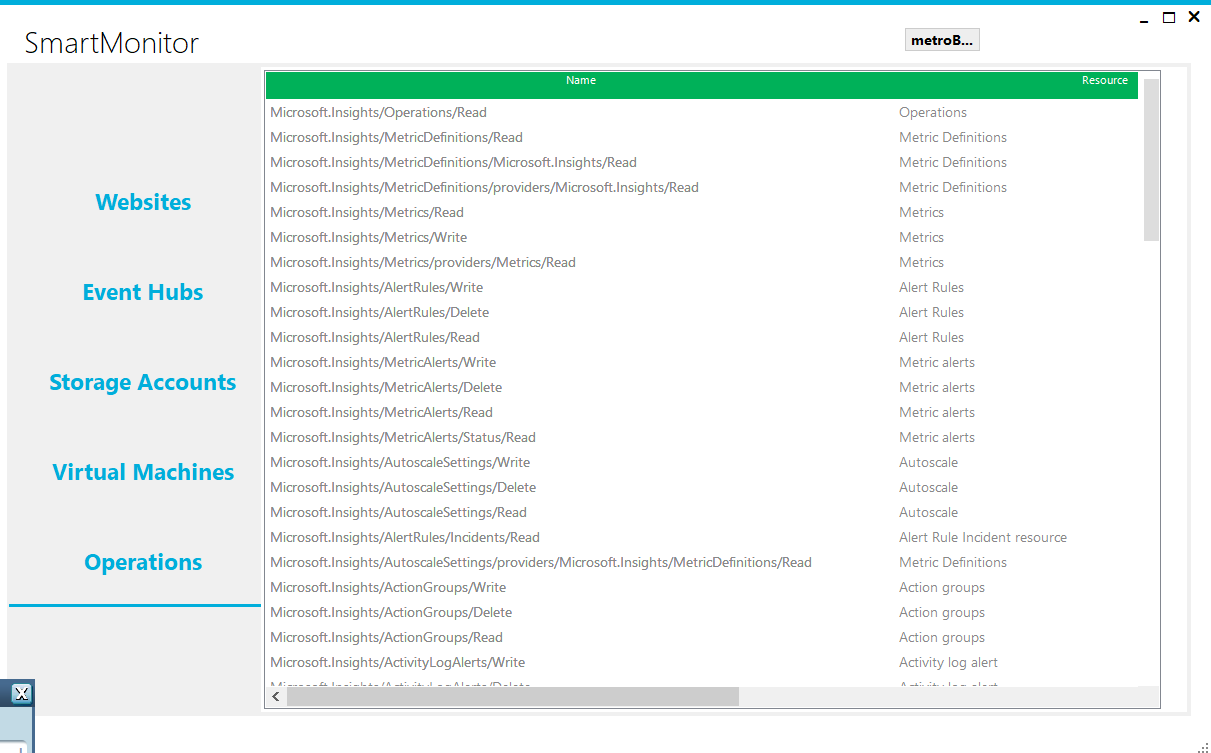 SmartMonitor
metroB...
Name Resource
Microsoft.Insights/Operations/Read Operations
Microsoft.Insights/MetricDefinitions/Read Metric Definitions
Microsoft.Insights/MetricDefinitions/Microsoft.Insights/Read Metric Definitions
Microsoft.Insights/MetricDefinitions/providers/Microsoft.Insights/Read Metric Definitions
Websites
Microsoft.Insights/Metrics/Read Metrics
Microsoft.Insights/Metrics/Write Metrics
Microsoft.Insights/Metrics/providers/Metrics/Read Metrics
Event Hubs
Microsoft.Insights/AlertRules/Write Alert Rules
Microsoft.Insights/AlertRules/Delete Alert Rules
Microsoft.Insights/AlertRules/Read Alert Rules
Microsoft.Insights/MetricAlerts/Write Metric alerts
Storage Accounts
Microsoft.Insights/MetricAlerts/Delete Metric alerts
Microsoft.Insights/MetricAlerts/Read Metric alerts
Microsoft.Insights/MetricAlerts/Status/Read Metric alerts
Microsoft.Insights/AutoscaleSettings/Write Autoscale
Virtual Machines
Microsoft.Insights/AutoscaleSettings/Delete Autoscale
Microsoft.Insights/AutoscaleSettings/Read Autoscale
Microsoft.Insights/AlertRules/Incidents/Read Alert Rule Incident resource
Operations
Microsoft.Insights/AutoscaleSettings/providers/Microsoft.Insights/MetricDefinitions/Read Metric Definitions
Microsoft.Insights/ActionGroups/Write Action groups
Microsoft.Insights/ActionGroups/Delete Action groups
Microsoft.Insights/ActionGroups/Read Action groups
Microsoft.Insights/ActivityLogAlerts/Write Activity log alert
Microsoft.Insights/ActivityLogAlerts/Delete Activity log alert